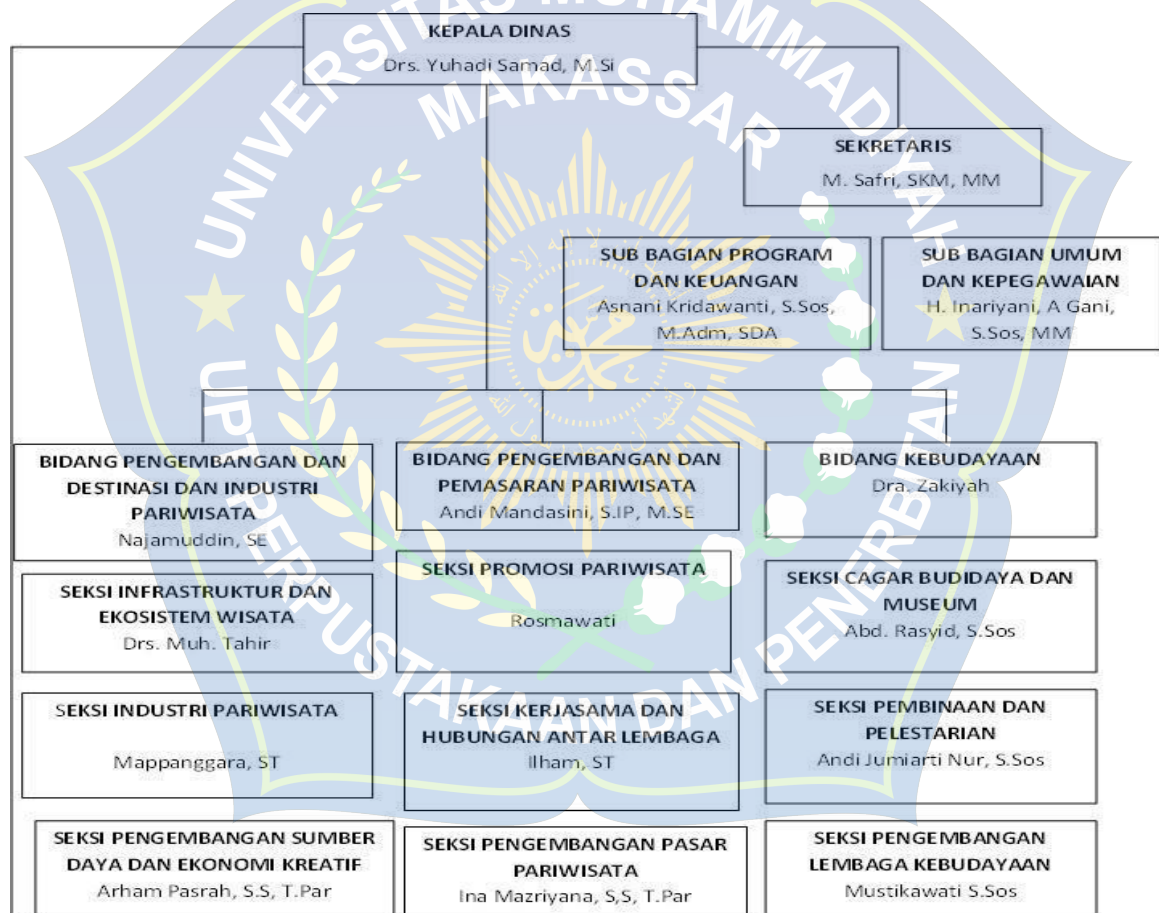 KEPALA DINAS
Drs. Yuhadi Samad, M.Si
SEKRETARIS
M. Safri, SKM, MM
SUB BAGIAN PROGRAM
DAN KEUANGAN
Asnani Kridawanti, S.Sos,
M.Adm, SDA
SUB BAGIAN UMUM
DAN KEPEGAWAIAN
H. Inariyani, A Gani,
S.Sos, MM
BIDANG PENGEMBANGAN DAN
DESTINASI DAN INDUSTRI
PARIWISATA
Najamuddin, SE
BIDANG PENGEMBANGAN DAN
PEMASARAN PARIWISATA
Andi Mandasini, S.IP, M.SE
BIDANG KEBUDAYAAN
Dra. Zakiyah
SEKSI INFRASTRUKTUR DAN
EKOSISTEM WISATA
Drs. Muh. Tahir
SEKSI PROMOSI PARIWISATA
Rosmawati
SEKSI CAGAR BUDIDAYA DAN
MUSEUM
Abd. Rasyid, S.Sos
SEKSI INDUSTRI PARIWISATA
Mappanggara, ST
SEKSI KERJASAMA DAN
HUBUNGAN ANTAR LEMBAGA
Ilham, ST
SEKSI PEMBINAAN DAN
PELESTARIAN
Andi Jumiarti Nur, S.Sos
SEKSI PENGEMBANGAN SUMBER
DAYA DAN EKONOMI KREATIF
Arham Pasrah, S.S, T.Par
SEKSI PENGEMBANGAN PASAR
PARIWISATA
Ina Mazriyana, S,S, T.Par
SEKSI PENGEMBANGAN
LEMBAGA KEBUDAYAAN
Mustikawati S.Sos
UNIVERSITAS MUHAMMADIYAH
MAKASSAR
UPT PERPUSTAKAAN DAN PENERBITAN